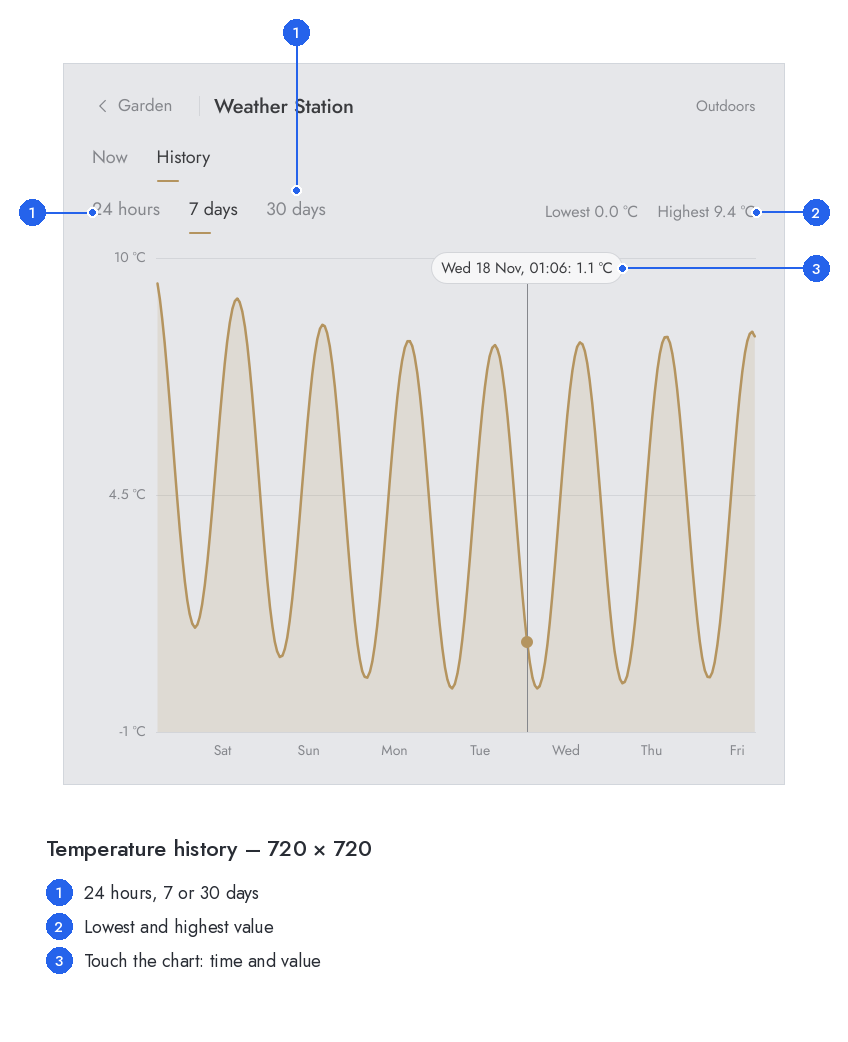 1
Garden
Weather Station
Outdoors
Now
History
1
24 hours
7 days
30 days
Lowest 0.0 °C
Highest 9.4 °C
2
10 °C
Wed 18 Nov, 01:06: 1.1 °C
3
4.5 °C
-1 °C
Sat
Sun
Mon
Tue
Wed
Thu
Fri
Temperature history – 720 × 720
1 24 hours, 7 or 30 days
2 Lowest and highest value
3 Touch the chart: time and value